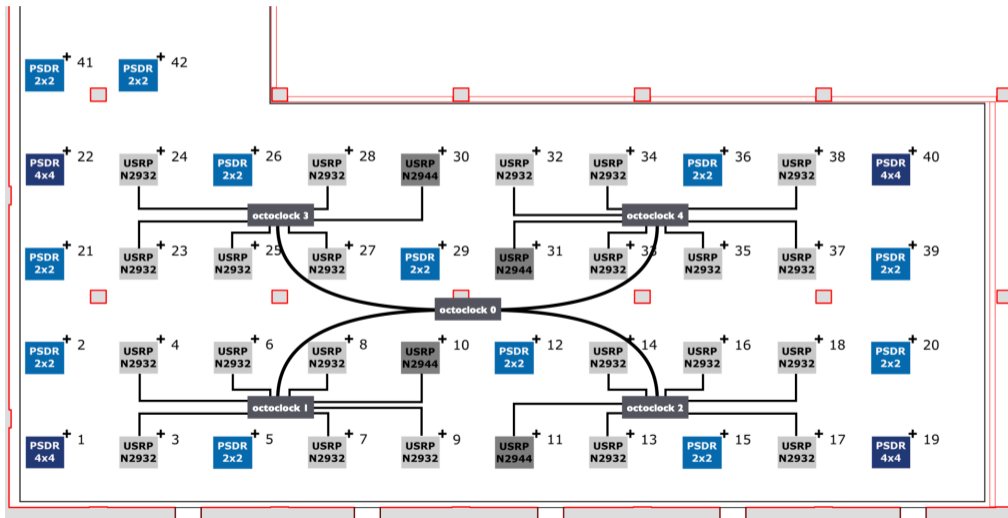 PSDR 2x2 41 PSDR 2x2 42
PSDR 4x4 22 USRP N2932 24 PSDR 2x2 26 USRP N2932 28 USRP N2944 30 USRP N2932 32 USRP N2932 34 PSDR 2x2 36 USRP N2932 38 PSDR 4x4 40
octoclock 3 octoclock 4
PSDR 2x2 21 USRP N2932 23 USRP N2932 25 USRP N2932 27 PSDR 2x2 29 USRP N2944 31 USRP N2932 33 USRP N2932 35 USRP N2932 37 PSDR 2x2 39
octoclock 0
PSDR 2x2 2 USRP N2932 4 USRP N2932 6 USRP N2932 8 USRP N2944 10 PSDR 2x2 12 USRP N2932 14 USRP N2932 16 USRP N2932 18 PSDR 2x2 20
octoclock 1 octoclock 2
PSDR 4x4 1 USRP N2932 3 PSDR 2x2 5 USRP N2932 7 USRP N2932 9 USRP N2944 11 USRP N2932 13 PSDR 2x2 15 USRP N2932 17 PSDR 4x4 19